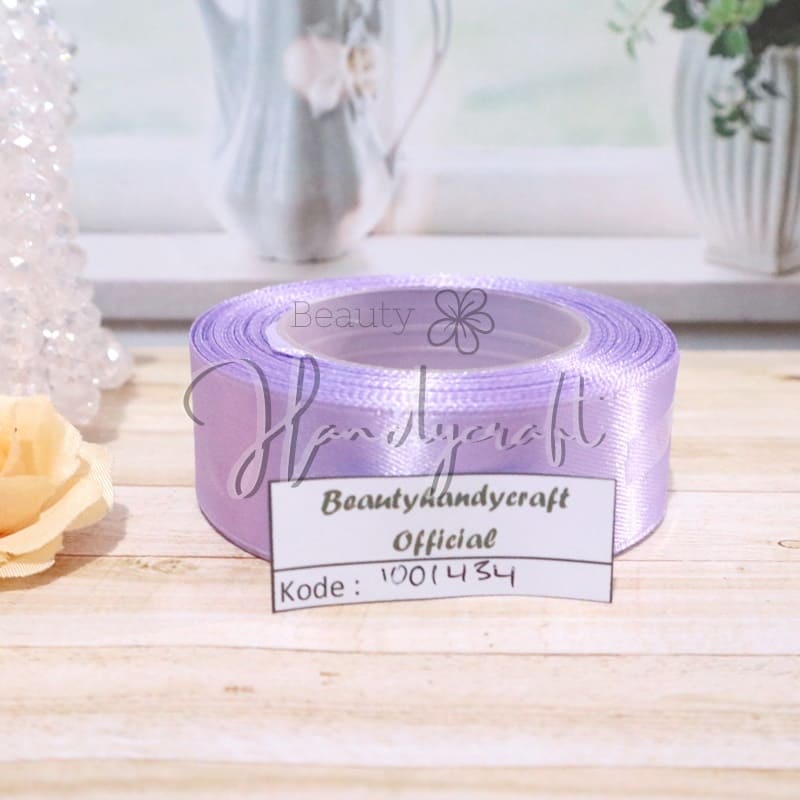 Beauty
Handycraft
Beautyhandycraft
Official
Kode : 1001434